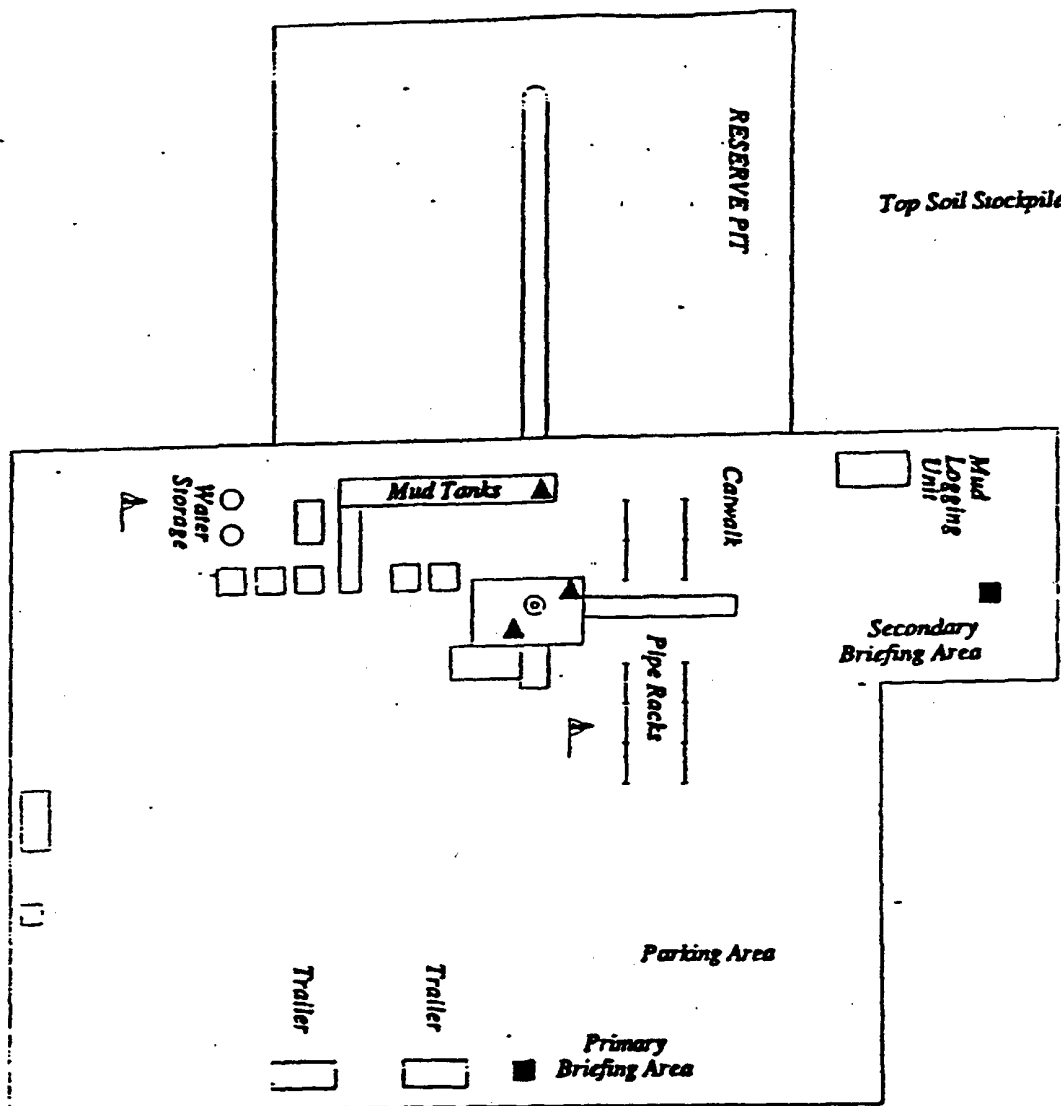 RESERVE PIT
Top Soil Stockpile
Mud
Logging
Unit
Catwalk
Mud Tanks
Water
Storage
Secondary
Briefing Area
Pipe Racks
Parking Area
Trailer
Trailer
Primary
Briefing Area